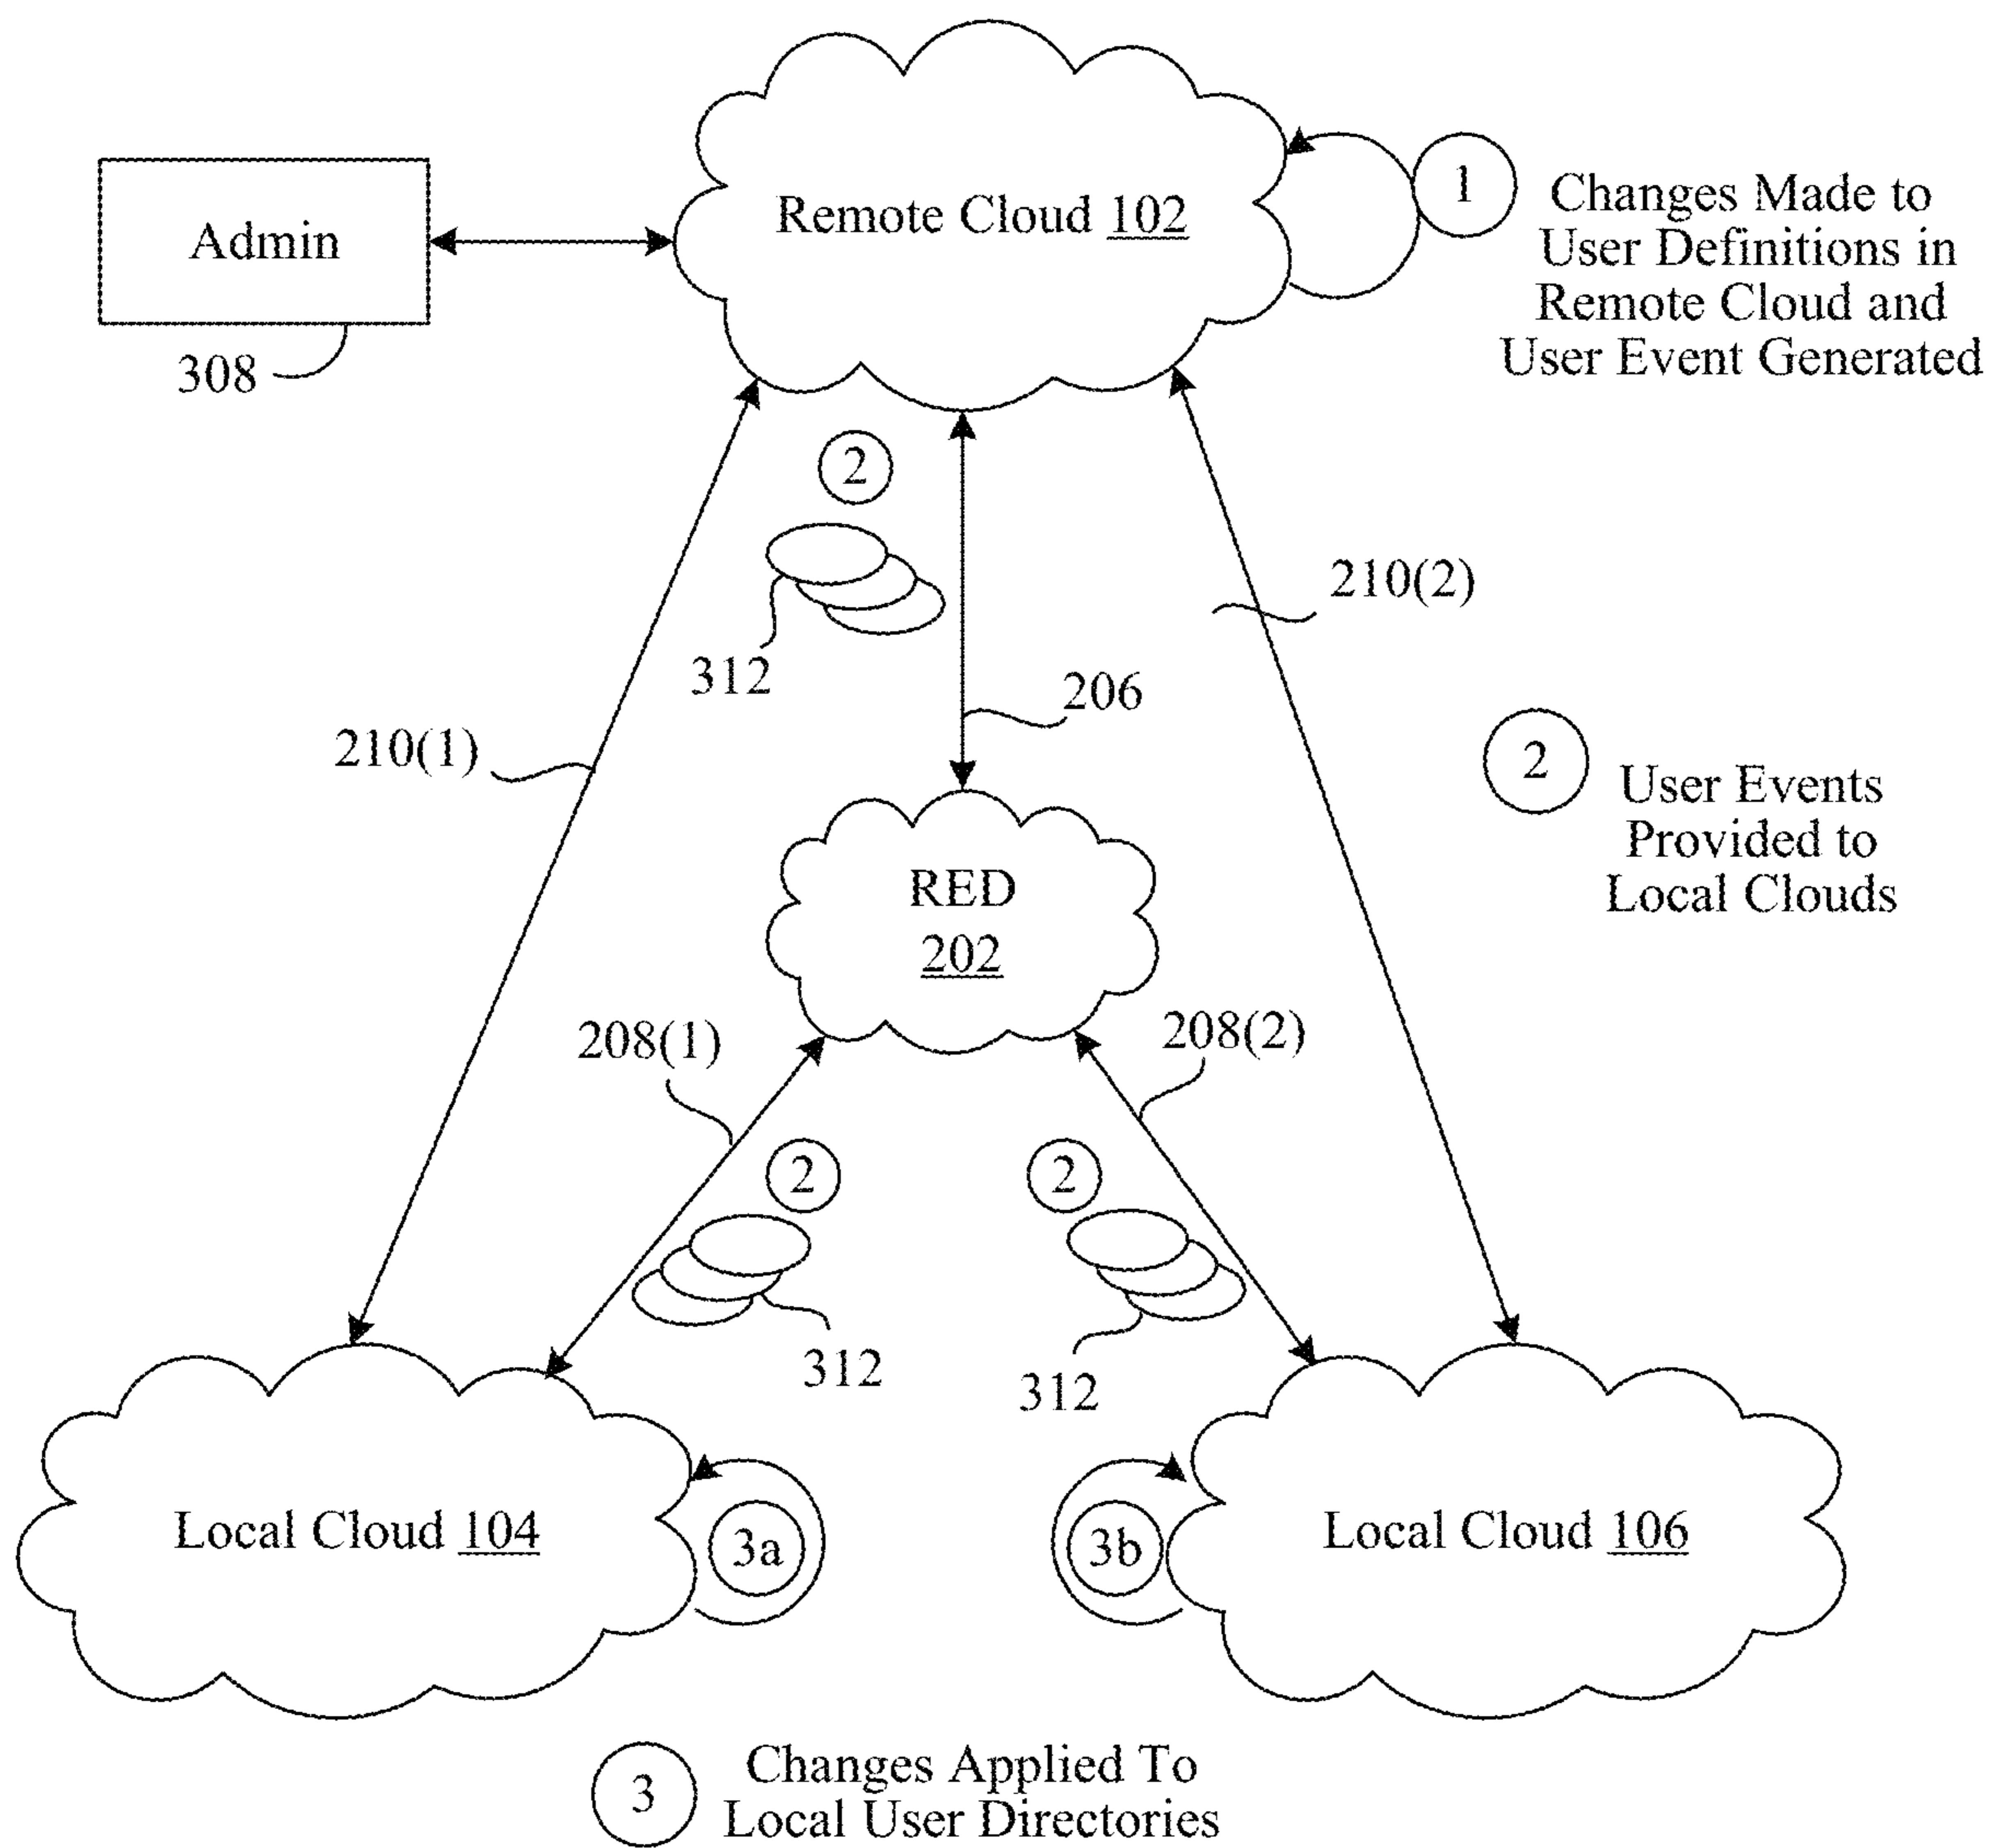 Remote Cloud 102
Admin
308
1
Changes Made to
User Definitions in
Remote Cloud and
User Event Generated
2
312
206
210(1)
210(2)
2
User Events
Provided to
Local Clouds
RED
202
208(1)
208(2)
2
2
312
312
Local Cloud 104
3a
3b
Local Cloud 106
3
Changes Applied To
Local User Directories